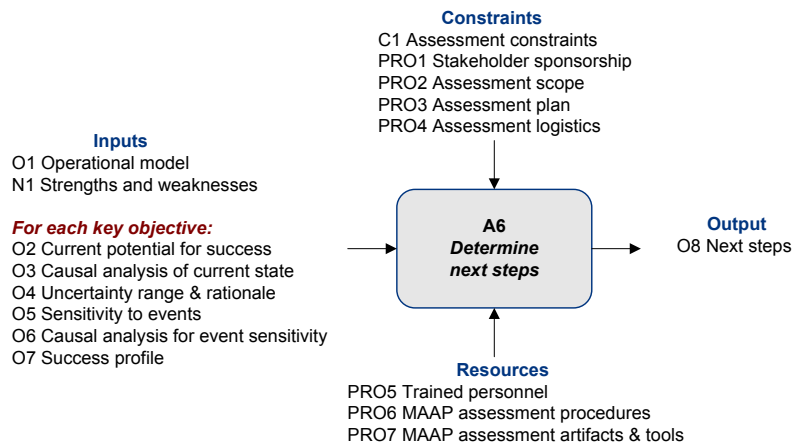 Constraints
C1 Assessment constraints
PRO1 Stakeholder sponsorship
PRO2 Assessment scope
PRO3 Assessment plan
PRO4 Assessment logistics
Inputs
O1 Operational model
N1 Strengths and weaknesses
For each key objective:
O2 Current potential for success
O3 Causal analysis of current state
O4 Uncertainty range & rationale
O5 Sensitivity to events
O6 Causal analysis for event sensitivity
O7 Success profile
A6
Determine
next steps
Output
O8 Next steps
Resources
PRO5 Trained personnel
PRO6 MAAP assessment procedures
PRO7 MAAP assessment artifacts & tools